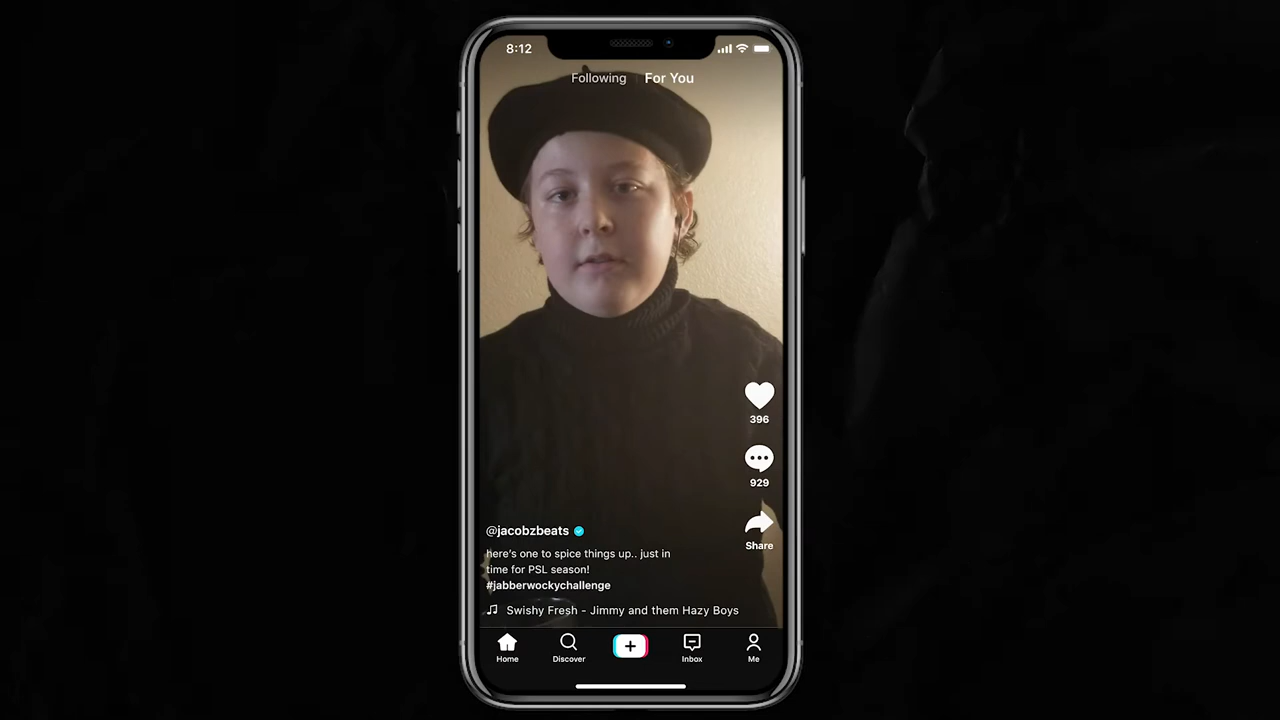 8:12
Following
For You
396
929
Share
@jacobzbeats
here's one to spice things up.. just in
time for PSL season!
#jabberwockychallenge
Swishy Fresh - Jimmy and them Hazy Boys
Home
Discover
Inbox
Me